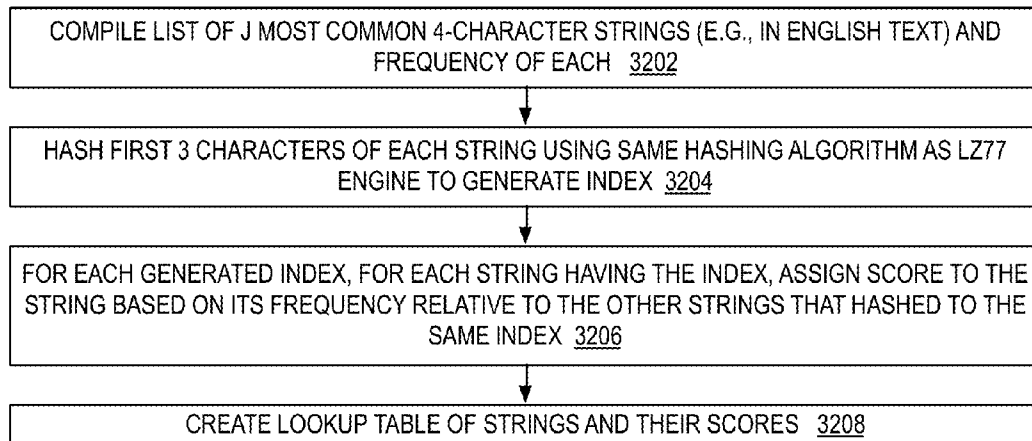 COMPILE LIST OF J MOST COMMON 4-CHARACTER STRINGS (E.G., IN ENGLISH TEXT) AND
FREQUENCY OF EACH 3202
HASH FIRST 3 CHARACTERS OF EACH STRING USING SAME HASHING ALGORITHM AS LZ77
ENGINE TO GENERATE INDEX 3204
FOR EACH GENERATED INDEX, FOR EACH STRING HAVING THE INDEX, ASSIGN SCORE TO THE
STRING BASED ON ITS FREQUENCY RELATIVE TO THE OTHER STRINGS THAT HASHED TO THE
SAME INDEX 3206
CREATE LOOKUP TABLE OF STRINGS AND THEIR SCORES 3208